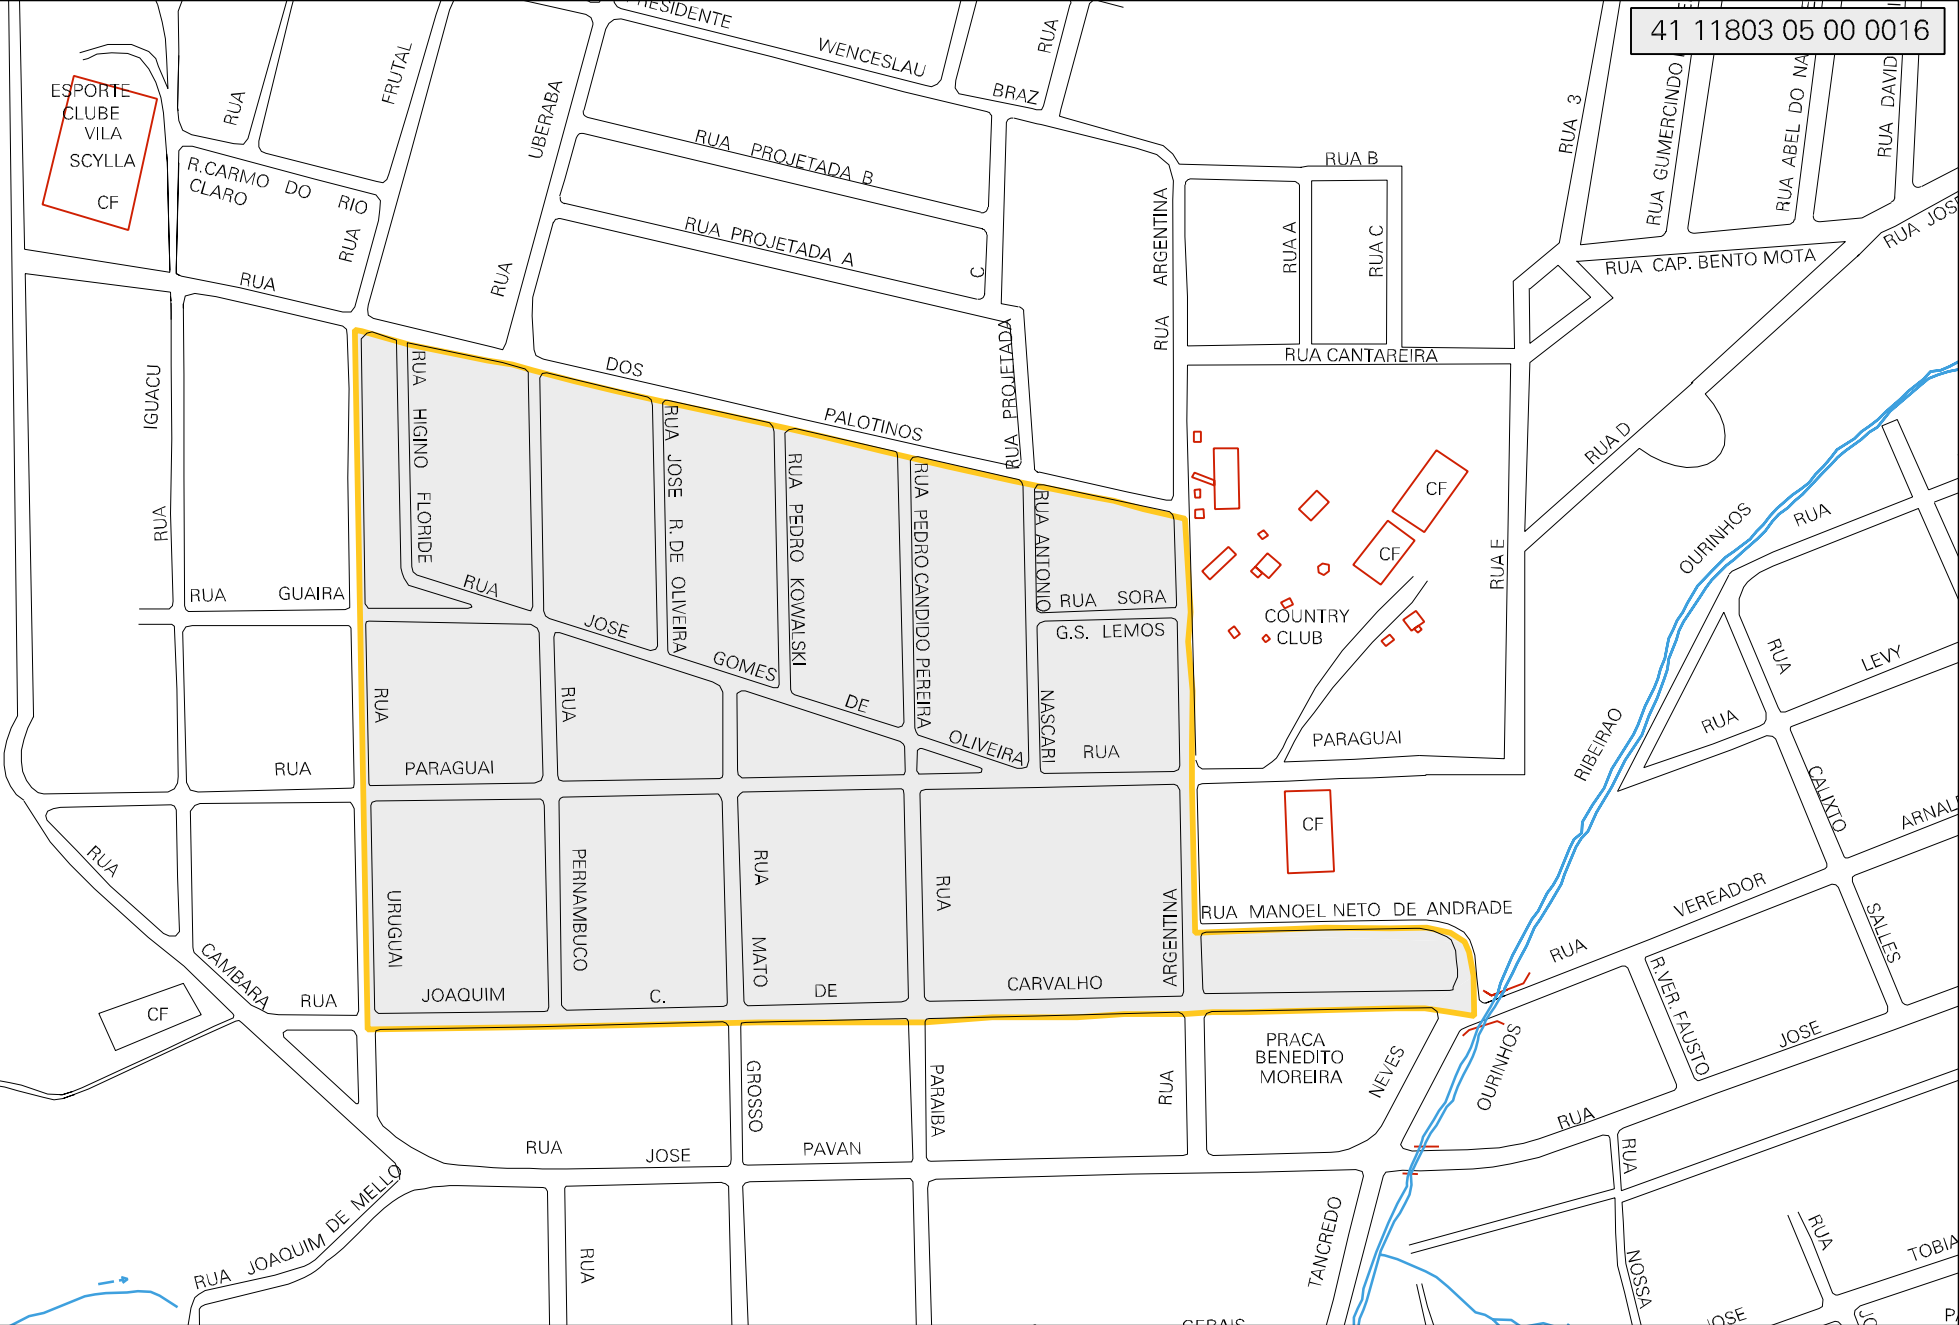 41 11803 05 00 0016
PRESIDENTE
WENCESLAU
BRAZ
RUA
RUA
FRUTAL
UBERABA
RUA
ESPORTE
CLUBE
VILA
SCYLLA
CF
R.CARMO DO RIO
CLARO
RUA
RUA
RUA PROJETADA B
RUA PROJETADA A
C
RUA PROJETADA
RUA ARGENTINA
RUA B
RUA A
RUA C
RUA CANTAREIRA
RUA 3
RUA GUMERCINDO
RUA ABEL DO NA
RUA DAVID
RUA JOSE
RUA CAP. BENTO MOTA
RUA D
RUA E
DOS
PALOTINOS
IGUACU
RUA
RUA HIGINO FLORIDE
RUA JOSE R. DE OLIVEIRA
RUA PEDRO KOWALSKI
RUA PEDRO CANDIDO PEREIRA
RUA ANTONIO
NASCARI
RUA GUAIRA
RUA
JOSE
GOMES
DE
OLIVEIRA
RUA SORA
G.S. LEMOS
CF
CF
COUNTRY
CLUB
OURINHOS
RIBEIRAO
RUA
RUA
LEVY
RUA
CALIXTO
ARNAL
RUA
RUA
RUA
PARAGUAI
RUA
PARAGUAI
CF
RUA
CAMBARA
RUA
URUGUAI
PERNAMBUCO
RUA
MATO
RUA
ARGENTINA
RUA MANOEL NETO DE ANDRADE
RUA
VEREADOR
SALLES
JOAQUIM
C.
DE
CARVALHO
CF
R.VER. FAUSTO
JOSE
RUA
PRACA
BENEDITO
MOREIRA
NEVES
OURINHOS
GROSSO
PARAIBA
RUA
RUA
JOSE
PAVAN
RUA
RUA JOAQUIM DE MELLO
RUA
TANCREDO
NOSSA
RUA
TOBIA
GERAIS
JOSE